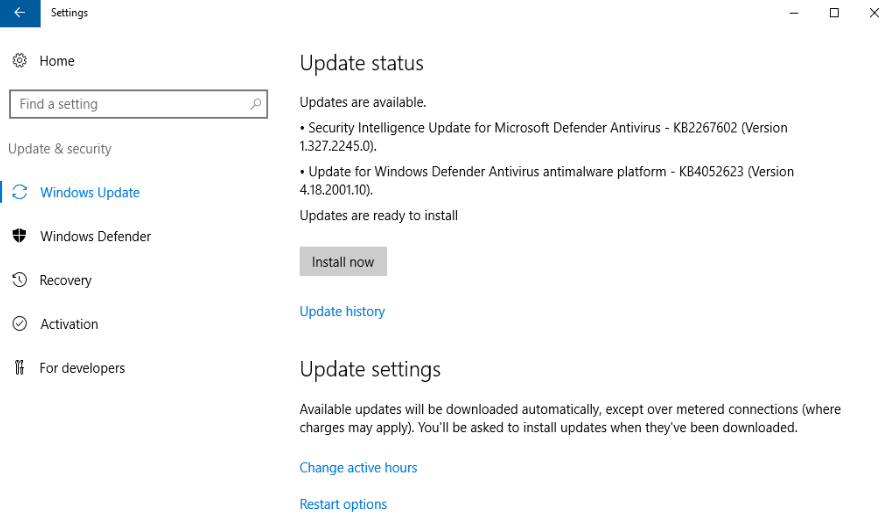 Settings
Home
Find a setting
Update & security
Windows Update
Windows Defender
Recovery
Activation
For developers
Update status
Updates are available.
• Security Intelligence Update for Microsoft Defender Antivirus - KB2267602 (Version
1.327.2245.0).
• Update for Windows Defender Antivirus antimalware platform - KB4052623 (Version
4.18.2001.10).
Updates are ready to install
Install now
Update history
Update settings
Available updates will be downloaded automatically, except over metered connections (where
charges may apply). You'll be asked to install updates when they've been downloaded.
Change active hours
Restart options